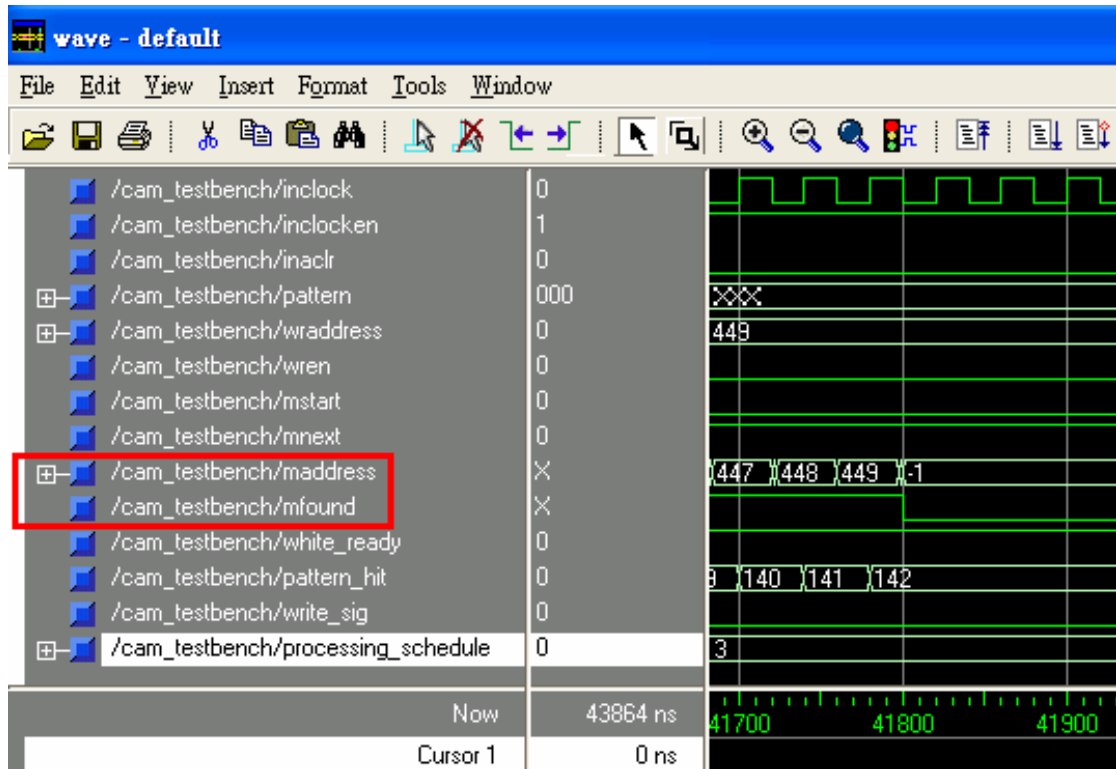 wave - default
File Edit View Insert Format Tools Window
/cam_testbench/inclock 0
/cam_testbench/inclocken 1
/cam_testbench/inaclr 0
/cam_testbench/pattern 000
/cam_testbench/wraddress 0 449
/cam_testbench/wren 0
/cam_testbench/mstart 0
/cam_testbench/mnext 0
/cam_testbench/maddress X 447 448 449 -1
/cam_testbench/mfound X
/cam_testbench/white_ready 0
/cam_testbench/pattern_hit 0 140 141 142
/cam_testbench/write_sig 0
/cam_testbench/processing_schedule 0 3
Now 43864 ns 41700 41800 41900
Cursor 1 0 ns